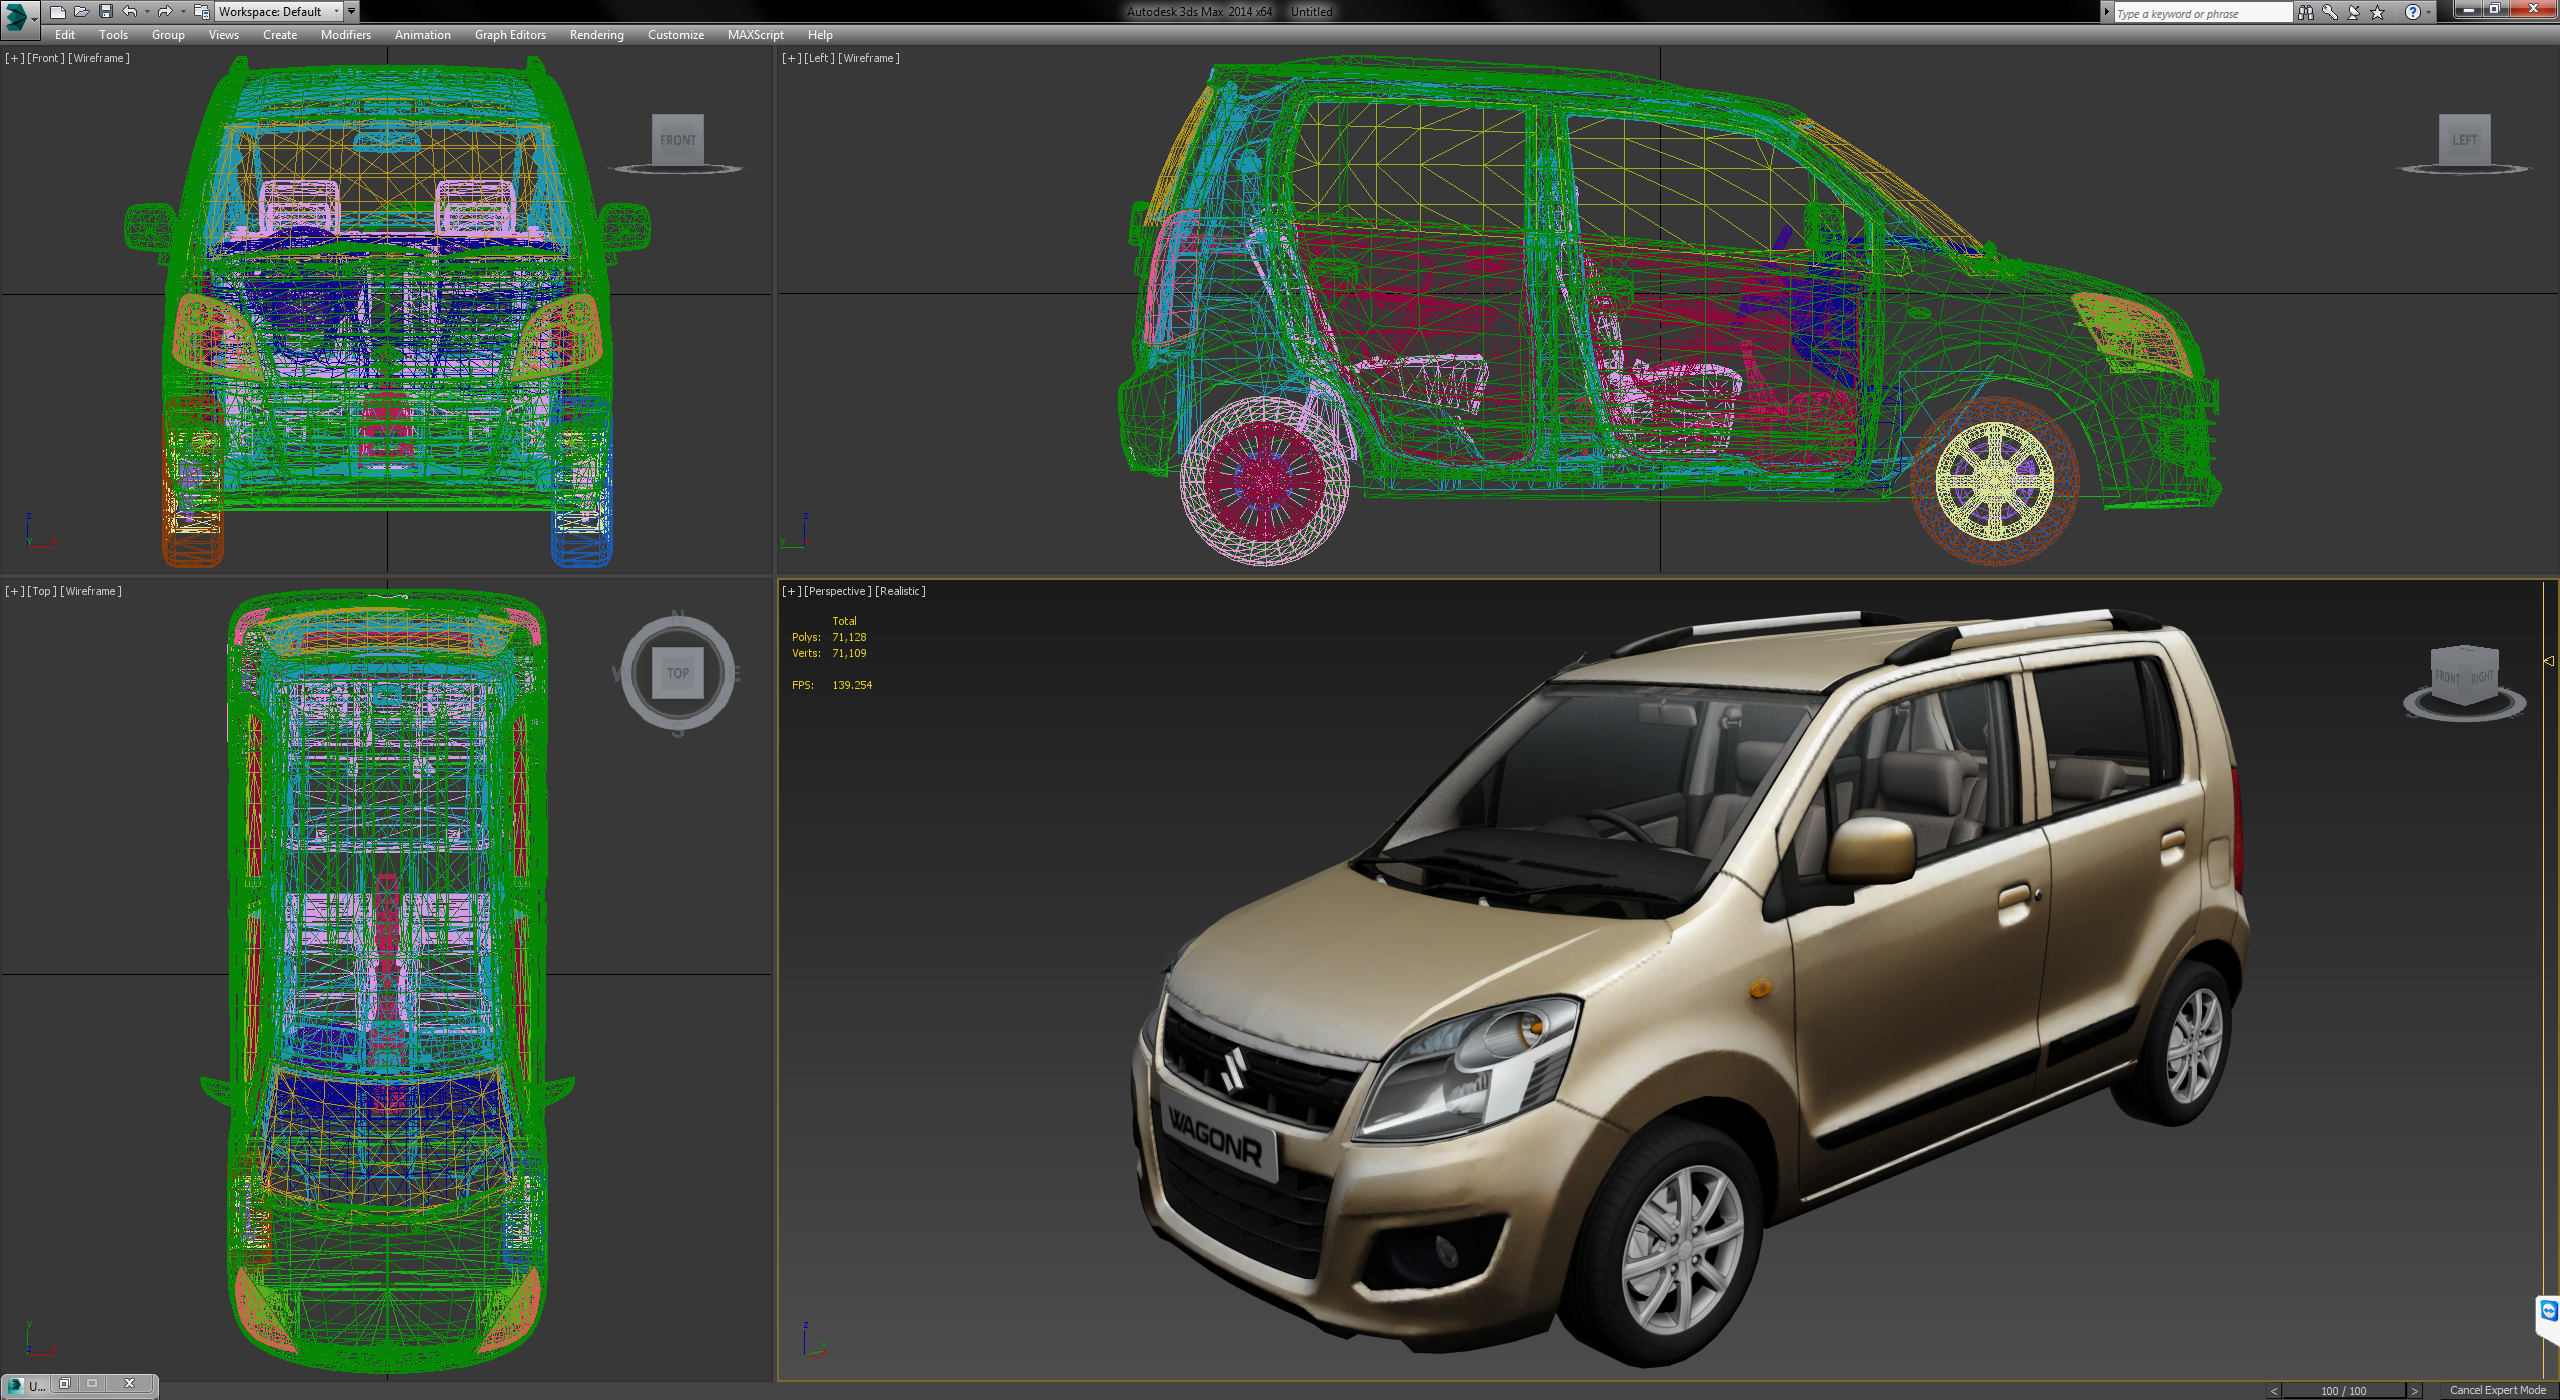 Workspace: Default
Autodesk 3ds Max 2014 x64 Untitled
Type a keyword or phrase
Edit Tools Group Views Create Modifiers Animation Graph Editors Rendering Customize MAXScript Help
[+][Front][Wireframe]
FRONT
[+][Left][Wireframe]
LEFT
z
x
y
z
y
[+][Top][Wireframe]
N
W
TOP
E
S
y
z
x
[+][Perspective][Realistic]
Total
Polys: 71,128
Verts: 71,109
FPS: 139.254
FRONT RIGHT
WAGONR
z
U...
< 100 / 100 >
Cancel Expert Mode